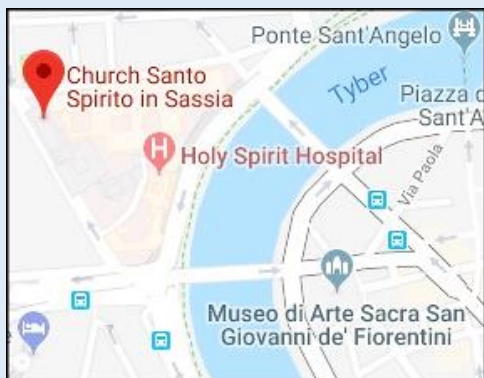 Ponte Sant'Angelo
Church Santo
Spirito in Sassia
Tyber
Piazza d
Sant'A
H
Holy Spirit Hospital
Via Paola
Museo di Arte Sacra San
Giovanni de' Fiorentini
e